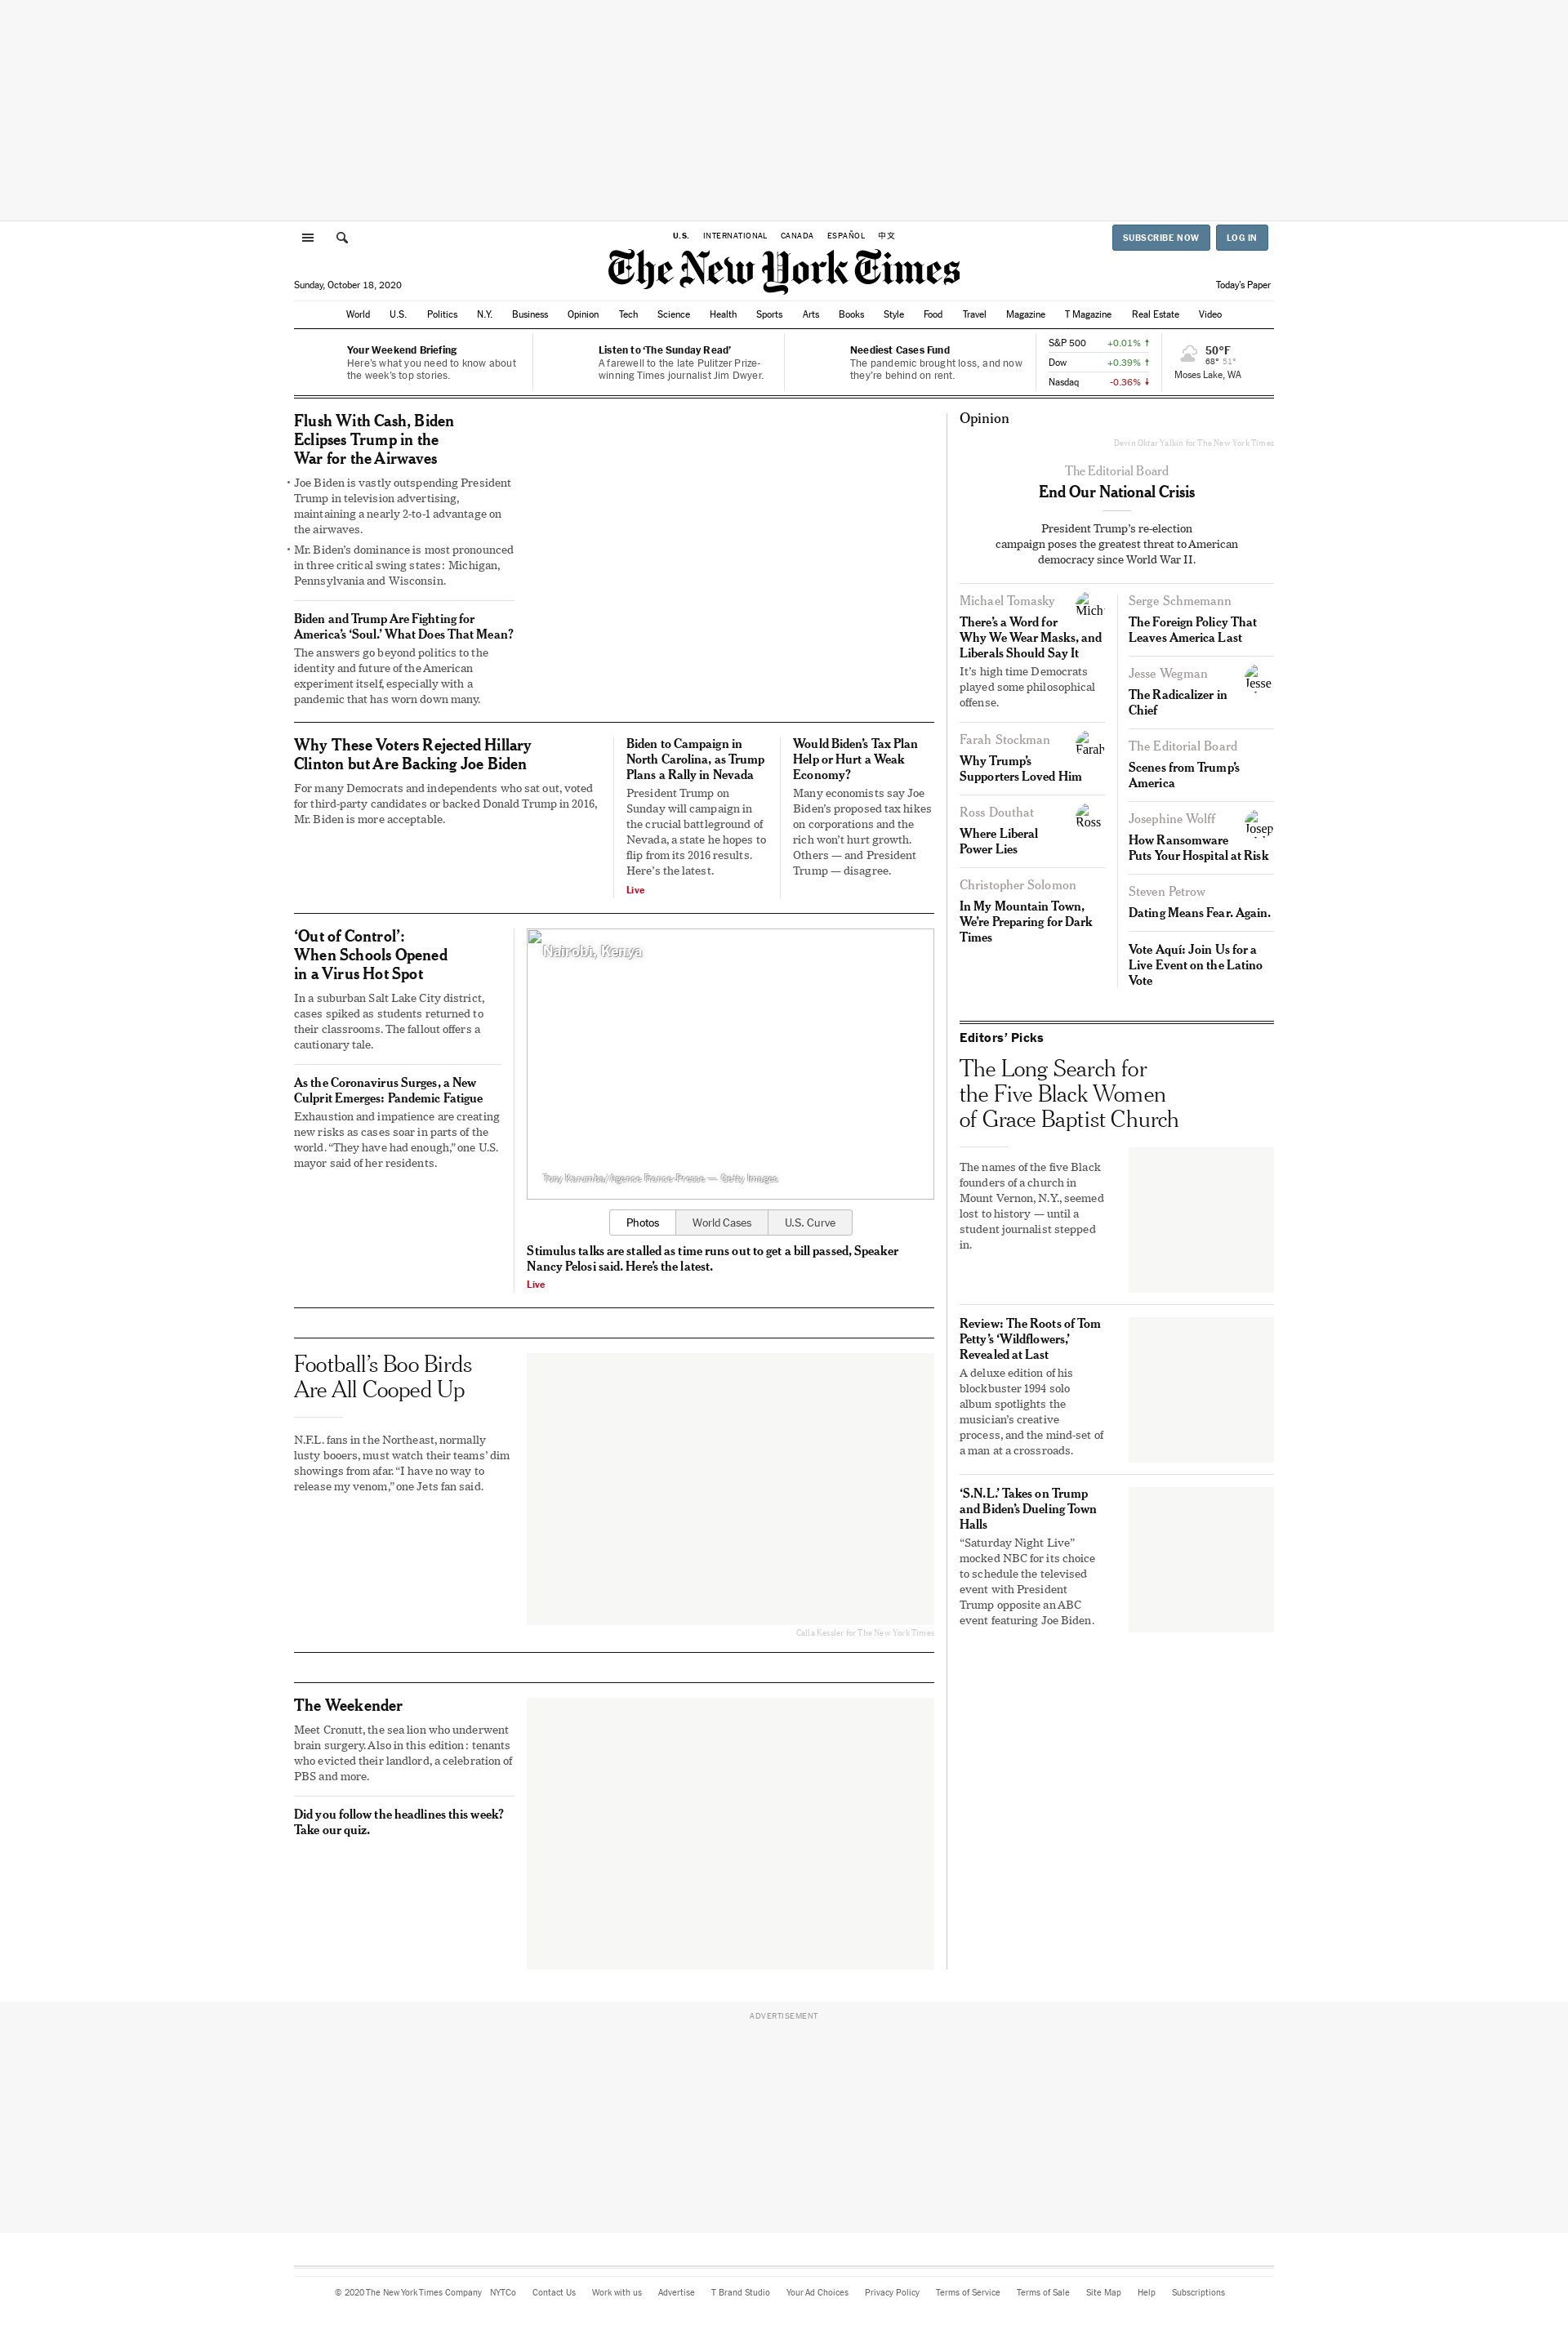 U.S. INTERNATIONAL CANADA ESPAÑOL 中文
SUBSCRIBE NOW LOG IN
The New York Times
Sunday, October 18, 2020
Today's Paper
World U.S. Politics N.Y. Business Opinion Tech Science Health Sports Arts Books Style Food Travel Magazine T Magazine Real Estate Video
Your Weekend Briefing
Here's what you need to know about
the week's top stories.
Listen to 'The Sunday Read'
A farewell to the late Pulitzer Prize-
winning Times journalist Jim Dwyer.
Neediest Cases Fund
The pandemic brought loss, and now
they're behind on rent.
S&P 500 +0.01% ↑
Dow +0.39% ↑
Nasdaq -0.36% ↓
50°F
68° 51°
Moses Lake, WA
Flush With Cash, Biden
Eclipses Trump in the
War for the Airwaves
• Joe Biden is vastly outspending President
Trump in television advertising,
maintaining a nearly 2-to-1 advantage on
the airwaves.
• Mr. Biden's dominance is most pronounced
in three critical swing states: Michigan,
Pennsylvania and Wisconsin.
Biden and Trump Are Fighting for
America's 'Soul.' What Does That Mean?
The answers go beyond politics to the
identity and future of the American
experiment itself, especially with a
pandemic that has worn down many.
Why These Voters Rejected Hillary
Clinton but Are Backing Joe Biden
For many Democrats and independents who sat out, voted
for third-party candidates or backed Donald Trump in 2016,
Mr. Biden is more acceptable.
Biden to Campaign in
North Carolina, as Trump
Plans a Rally in Nevada
President Trump on
Sunday will campaign in
the crucial battleground of
Nevada, a state he hopes to
flip from its 2016 results.
Here's the latest.
Live
Would Biden's Tax Plan
Help or Hurt a Weak
Economy?
Many economists say Joe
Biden's proposed tax hikes
on corporations and the
rich won't hurt growth.
Others — and President
Trump — disagree.
'Out of Control':
When Schools Opened
in a Virus Hot Spot
In a suburban Salt Lake City district,
cases spiked as students returned to
their classrooms. The fallout offers a
cautionary tale.
As the Coronavirus Surges, a New
Culprit Emerges: Pandemic Fatigue
Exhaustion and impatience are creating
new risks as cases soar in parts of the
world. "They have had enough," one U.S.
mayor said of her residents.
Nairobi, Kenya
Tony Karumba/Agence France-Presse — Getty Images
Photos World Cases U.S. Curve
Stimulus talks are stalled as time runs out to get a bill passed, Speaker
Nancy Pelosi said. Here's the latest.
Live
Football's Boo Birds
Are All Cooped Up
N.F.L. fans in the Northeast, normally
lusty booers, must watch their teams' dim
showings from afar. "I have no way to
release my venom," one Jets fan said.
Calla Kessler for The New York Times
The Weekender
Meet Cronutt, the sea lion who underwent
brain surgery. Also in this edition: tenants
who evicted their landlord, a celebration of
PBS and more.
Did you follow the headlines this week?
Take our quiz.
Opinion
Devin Oktar Yalkin for The New York Times
The Editorial Board
End Our National Crisis
President Trump's re-election
campaign poses the greatest threat to American
democracy since World War II.
Michael Tomasky
Mich
There's a Word for
Why We Wear Masks, and
Liberals Should Say It
It's high time Democrats
played some philosophical
offense.
Farah Stockman
Farah
Why Trump's
Supporters Loved Him
Ross Douthat
Ross
Where Liberal
Power Lies
Christopher Solomon
In My Mountain Town,
We're Preparing for Dark
Times
Serge Schmemann
The Foreign Policy That
Leaves America Last
Jesse Wegman
Jesse
The Radicalizer in
Chief
The Editorial Board
Scenes from Trump's
America
Josephine Wolff
Josep
How Ransomware
Puts Your Hospital at Risk
Steven Petrow
Dating Means Fear. Again.
Vote Aquí: Join Us for a
Live Event on the Latino
Vote
Editors' Picks
The Long Search for
the Five Black Women
of Grace Baptist Church
The names of the five Black
founders of a church in
Mount Vernon, N.Y., seemed
lost to history — until a
student journalist stepped
in.
Review: The Roots of Tom
Petty's 'Wildflowers,'
Revealed at Last
A deluxe edition of his
blockbuster 1994 solo
album spotlights the
musician's creative
process, and the mind-set of
a man at a crossroads.
'S.N.L.' Takes on Trump
and Biden's Dueling Town
Halls
"Saturday Night Live"
mocked NBC for its choice
to schedule the televised
event with President
Trump opposite an ABC
event featuring Joe Biden.
ADVERTISEMENT
© 2020 The New York Times Company NYTCo Contact Us Work with us Advertise T Brand Studio Your Ad Choices Privacy Policy Terms of Service Terms of Sale Site Map Help Subscriptions